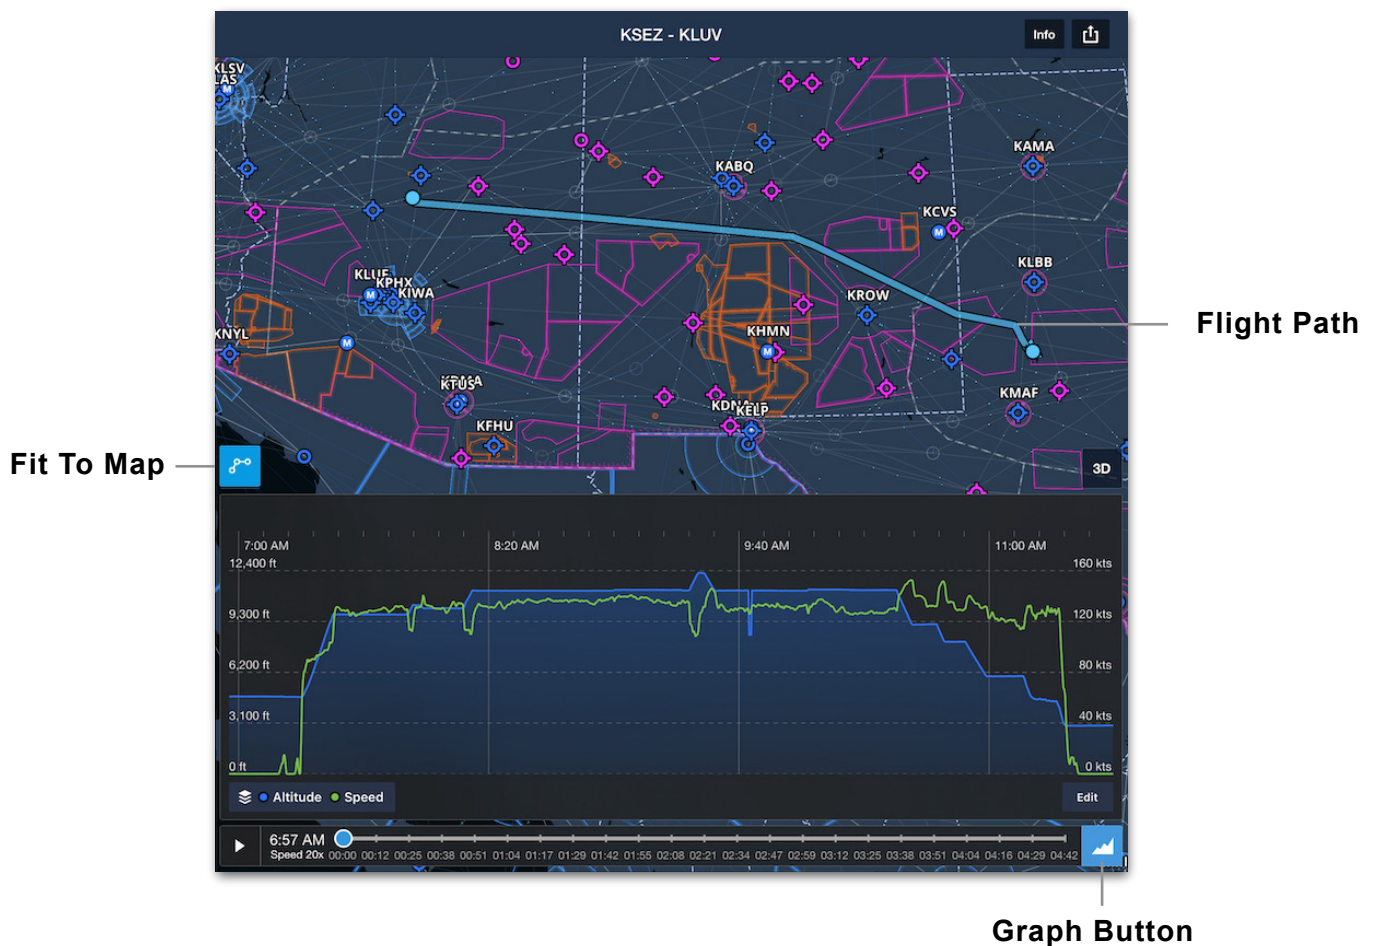 KSEZ - KLUV
Info
KLSV
LAS
KABQ
KAMA
KCVS
KLBB
KLUF
KPHX
KIWA
KROW
KNYL
KHMN
Flight Path
KTUS
KELP
KMAF
KFHU
Fit To Map
3D
7:00 AM 8:20 AM 9:40 AM 11:00 AM
12,400 ft 160 kts
9,300 ft 120 kts
6,200 ft 80 kts
3,100 ft 40 kts
0 ft 0 kts
Altitude Speed Edit
6:57 AM
Speed 20x 00:00 00:12 00:25 00:38 00:51 01:04 01:17 01:29 01:42 01:55 02:08 02:21 02:34 02:47 02:59 03:12 03:25 03:38 03:51 04:04 04:16 04:29 04:42
Graph Button